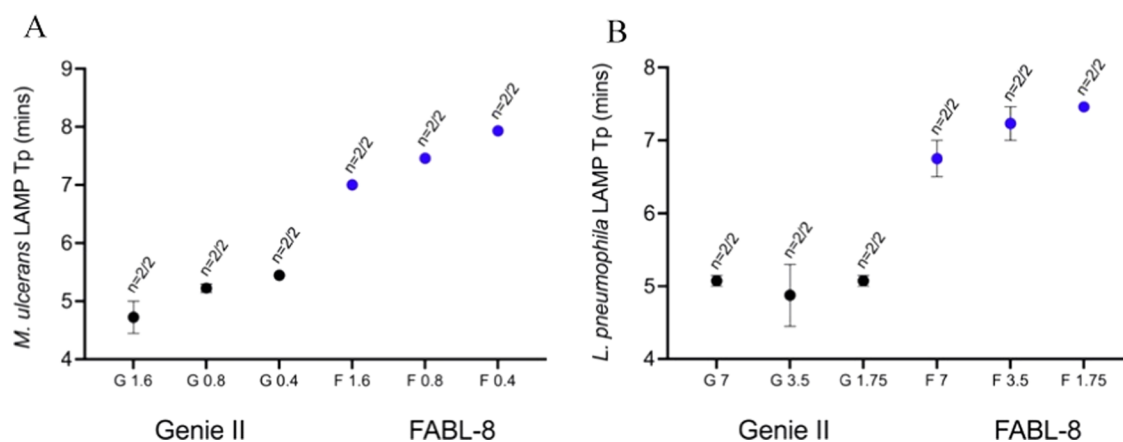 A
M. ulcerans LAMP Tp (mins)
9
8
7
6
5
4
n=2/2
n=2/2
n=2/2
n=2/2
n=2/2
n=2/2
G 1.6
G 0.8
G 0.4
F 1.6
F 0.8
F 0.4
Genie II
FABL-8
B
L. pneumophila LAMP Tp (mins)
8
7
6
5
4
n=2/2
n=2/2
n=2/2
n=2/2
n=2/2
n=2/2
G 7
G 3.5
G 1.75
F 7
F 3.5
F 1.75
Genie II
FABL-8